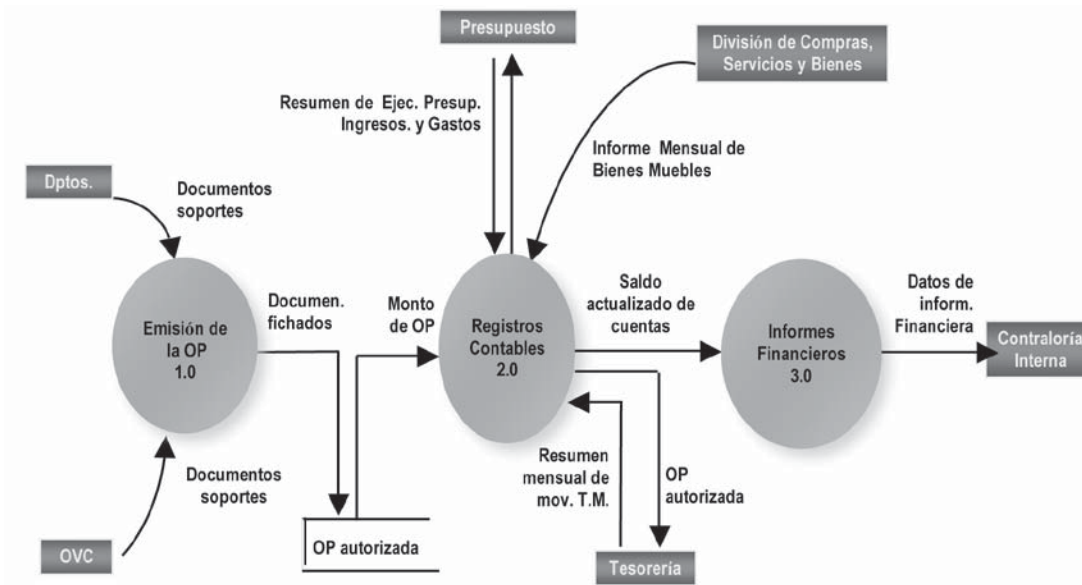 Presupuesto
División de Compras,
Servicios y Bienes
Resumen de Ejec. Presup.
Ingresos. y Gastos
Informe Mensual de
Bienes Muebles
Dptos.
Documentos
soportes
Emisión de
la OP
1.0
Documen.
fichados
Monto
de OP
Registros
Contables
2.0
Saldo
actualizado de
cuentas
Informes
Financieros
3.0
Datos de
inform.
Financiera
Contraloría
Interna
Documentos
soportes
OVC
OP autorizada
Resumen
mensual de
mov. T.M.
OP
autorizada
Tesorería